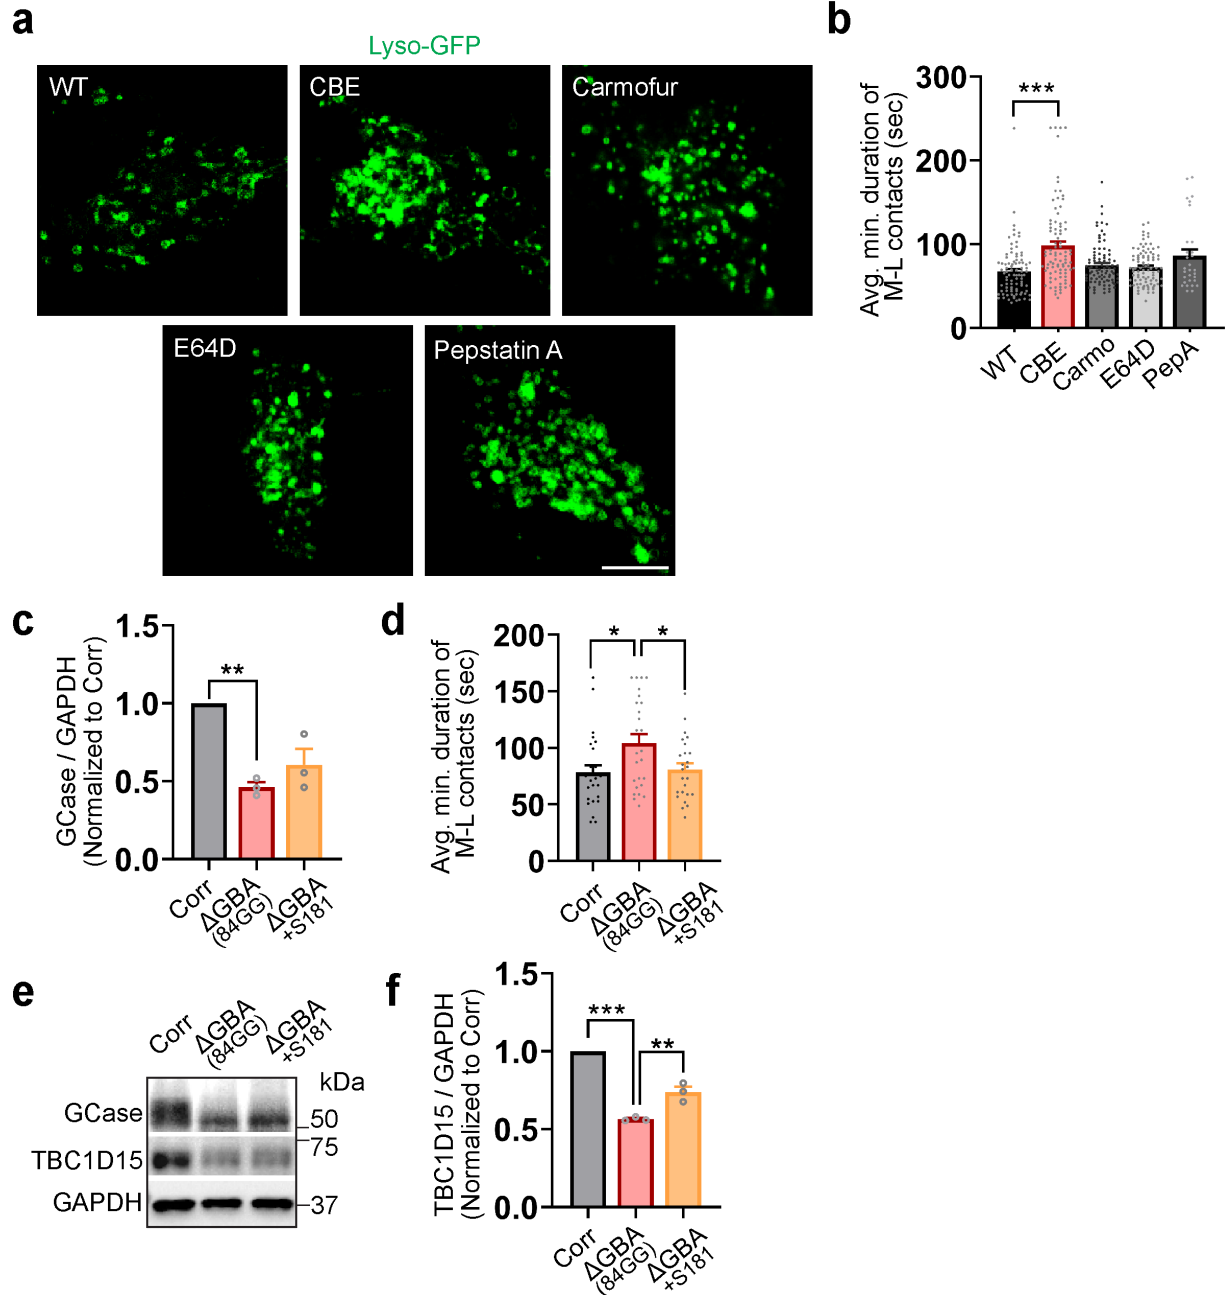 a
Lyso-GFP
WT
CBE
Carmofur
E64D
Pepstatin A
b
Avg. min. duration of
M-L contacts (sec)
300
200
100
0
***
WT
CBE
Carmo
E64D
PepA
c
GCase / GAPDH
(Normalized to Corr)
1.5
1.0
0.5
0.0
**
Corr
ΔGBA
(84GG)
ΔGBA
+S181
d
Avg. min. duration of
M-L contacts (sec)
200
150
100
50
0
*
*
Corr
ΔGBA
(84GG)
ΔGBA
+S181
e
Corr
ΔGBA
(84GG)
ΔGBA
+S181
kDa
GCase
50
75
TBC1D15
GAPDH
37
f
TBC1D15 / GAPDH
(Normalized to Corr)
1.5
1.0
0.5
0.0
***
**
Corr
ΔGBA
(84GG)
ΔGBA
+S181